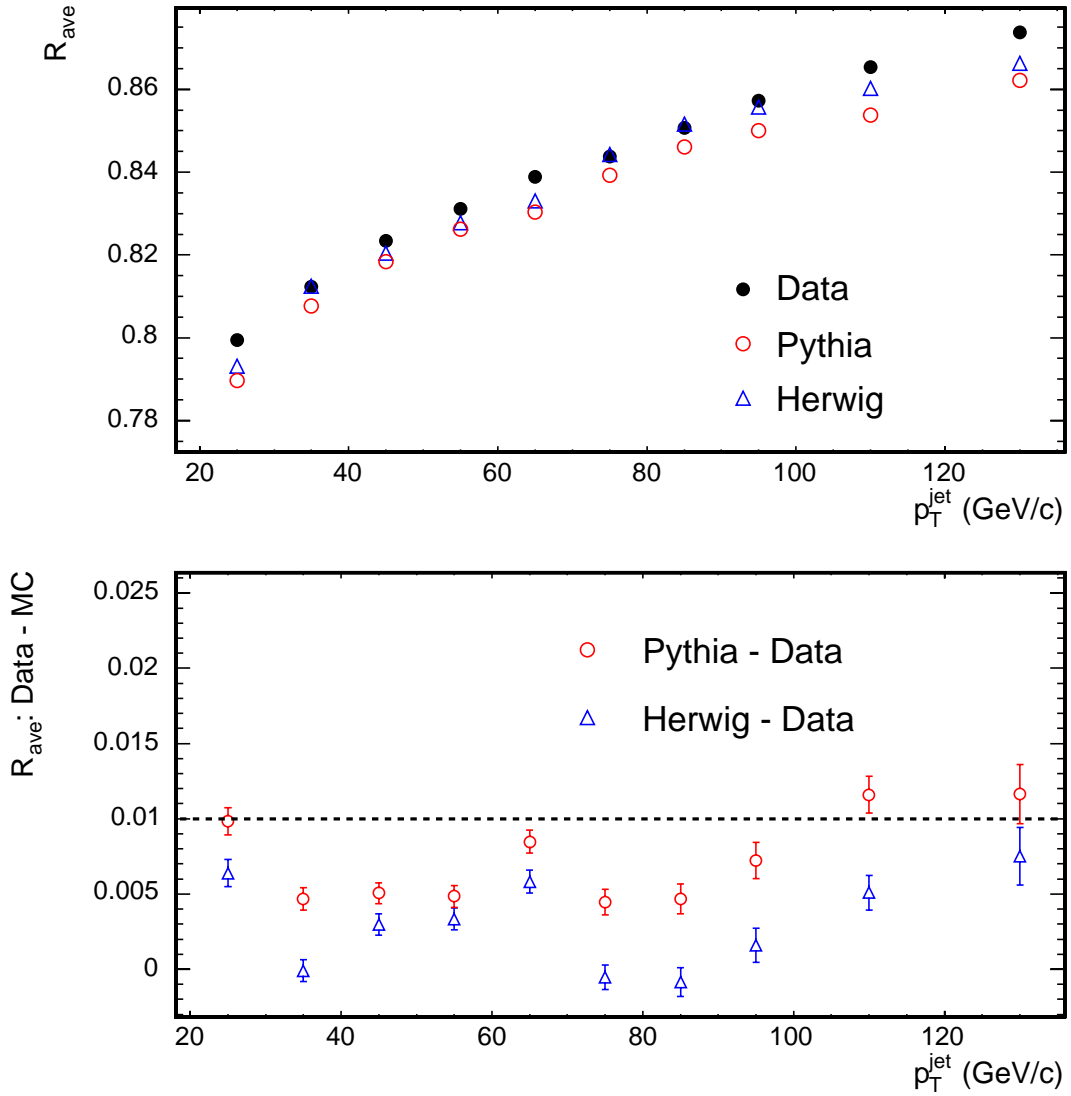 R_ave
0.86
0.84
0.82
0.8
0.78
Data
Pythia
Herwig
20 40 60 80 100 120
p_T^jet (GeV/c)
R_ave: Data - MC
0.025
0.02
0.015
0.01
0.005
0
Pythia - Data
Herwig - Data
20 40 60 80 100 120
p_T^jet (GeV/c)